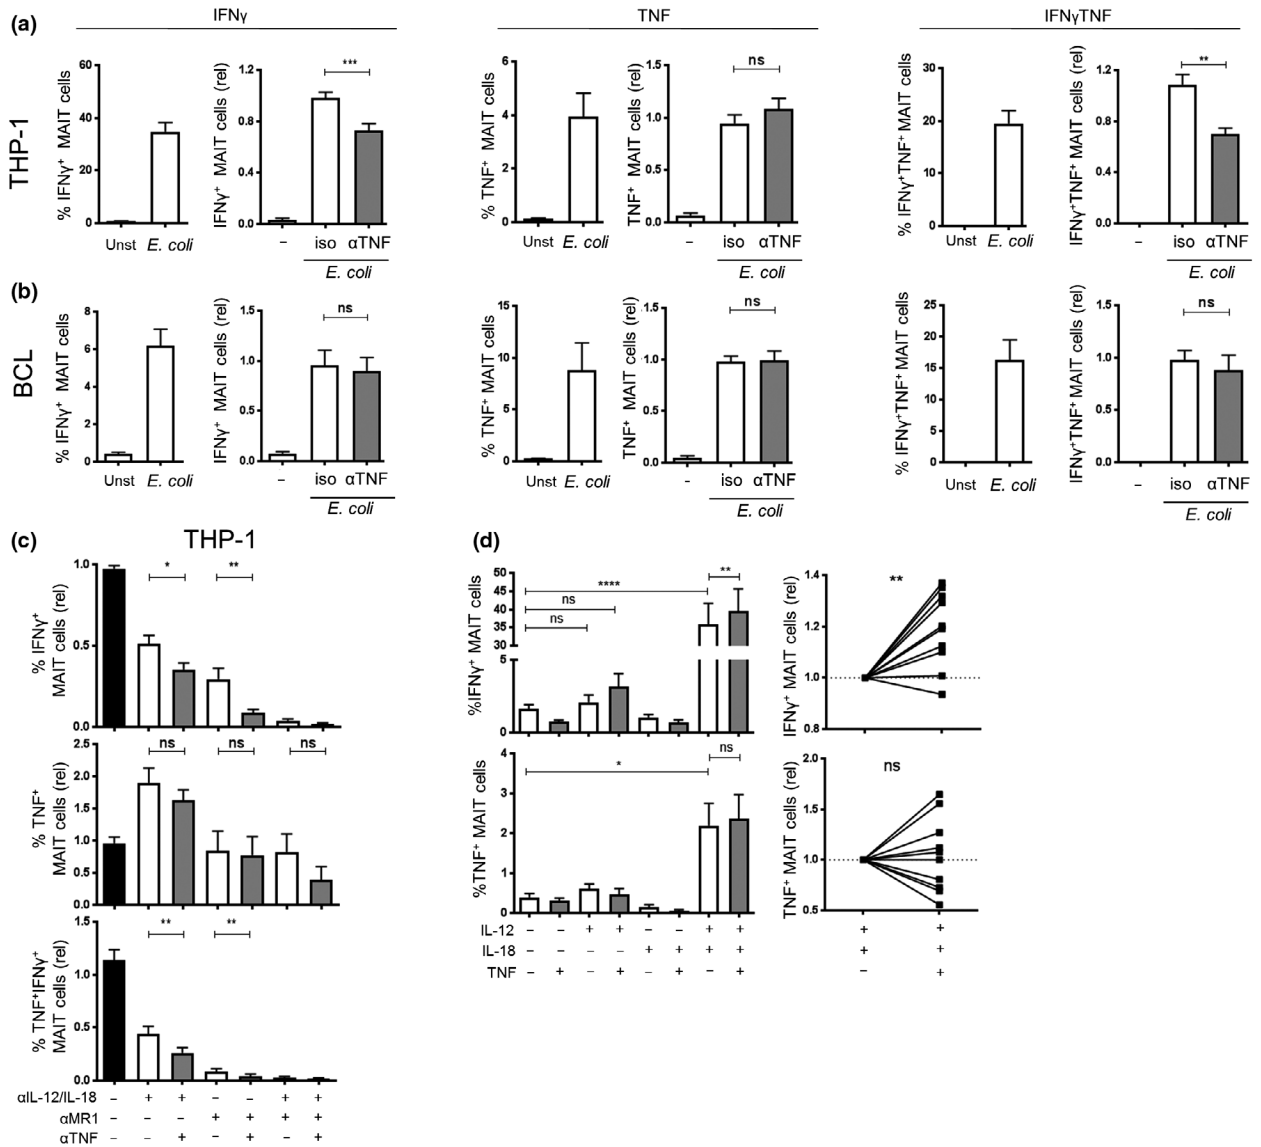 (a)
IFNγ
TNF
IFNγTNF
THP-1
% IFNγ⁺ MAIT cells
60
40
20
0
Unst E. coli
IFNγ⁺ MAIT cells (rel)
1.2
0.8
0.4
0.0
***
– iso αTNF
E. coli
% TNF⁺ MAIT cells
6
4
2
0
Unst E. coli
TNF⁺ MAIT cells (rel)
1.5
1.0
0.5
0.0
ns
– iso αTNF
E. coli
% IFNγ⁺TNF⁺ MAIT cells
30
20
10
0
Unst E. coli
IFNγ⁺TNF⁺ MAIT cells (rel)
1.2
0.8
0.4
0.0
**
– iso αTNF
E. coli
(b)
BCL
% IFNγ⁺ MAIT cells
8
6
4
2
0
Unst E. coli
IFNγ⁺ MAIT cells (rel)
1.5
1.0
0.5
0.0
ns
– iso αTNF
E. coli
% TNF⁺ MAIT cells
15
10
5
0
Unst E. coli
TNF⁺ MAIT cells (rel)
1.5
1.0
0.5
0.0
ns
– iso αTNF
E. coli
% IFNγ⁺TNF⁺ MAIT cells
25
20
15
10
5
0
Unst E. coli
IFNγ⁺TNF⁺ MAIT cells (rel)
1.5
1.0
0.5
0.0
ns
– iso αTNF
E. coli
(c)
THP-1
% IFNγ⁺
MAIT cells (rel)
1.0
0.5
0.0
* **
% TNF⁺
MAIT cells (rel)
2.5
2.0
1.5
1.0
0.5
0.0
ns ns ns
% TNF⁺IFNγ⁺
MAIT cells (rel)
1.5
1.0
0.5
0.0
** **
αIL-12/IL-18 – + + – – + +
αMR1 – – – + + + +
αTNF – – + – + – +
(d)
%IFNγ⁺ MAIT cells
50
45
40
35
30
5
0
**
****
ns
ns
IFNγ⁺ MAIT cells (rel)
1.4
1.2
1.0
0.8
**
%TNF⁺ MAIT cells
4
3
2
1
0
ns
*
TNF⁺ MAIT cells (rel)
2.0
1.5
1.0
0.5
ns
IL-12 – – + + – – + + + +
IL-18 – – – – + + + + + +
TNF – + – + – + – + – +